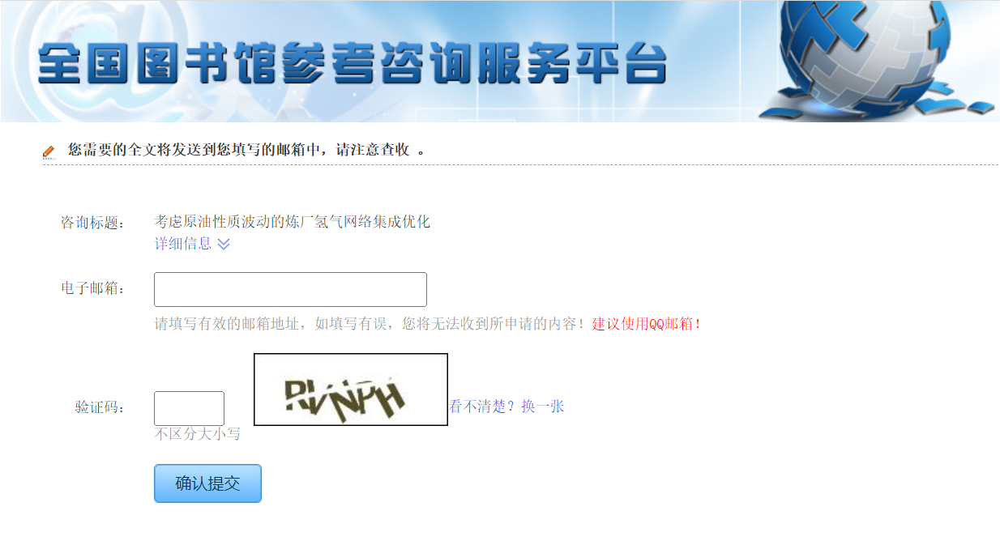 全国图书馆参考咨询服务平台
您需要的全文将发送到您填写的邮箱中，请注意查收 。
咨询标题： 考虑原油性质波动的炼厂氢气网络集成优化
详细信息
电子邮箱：
请填写有效的邮箱地址，如填写有误，您将无法收到所申请的内容！建议使用QQ邮箱！
验证码： 看不清楚？换一张
不区分大小写
确认提交